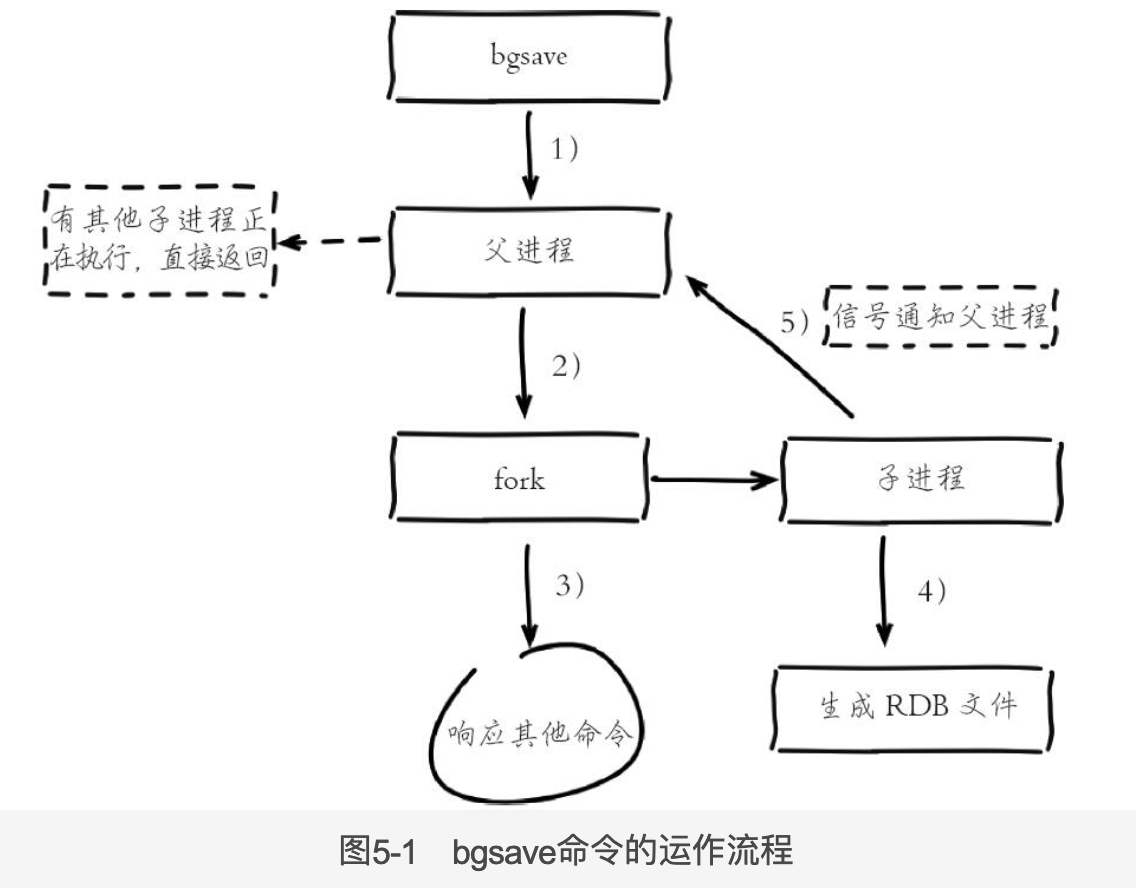 bgsave
1)
有其他子进程正
在执行，直接返回
父进程
5)
信号通知父进程
2)
fork
子进程
3)
4)
响应其他命令
生成 RDB 文件
图5-1 bgsave命令的运作流程